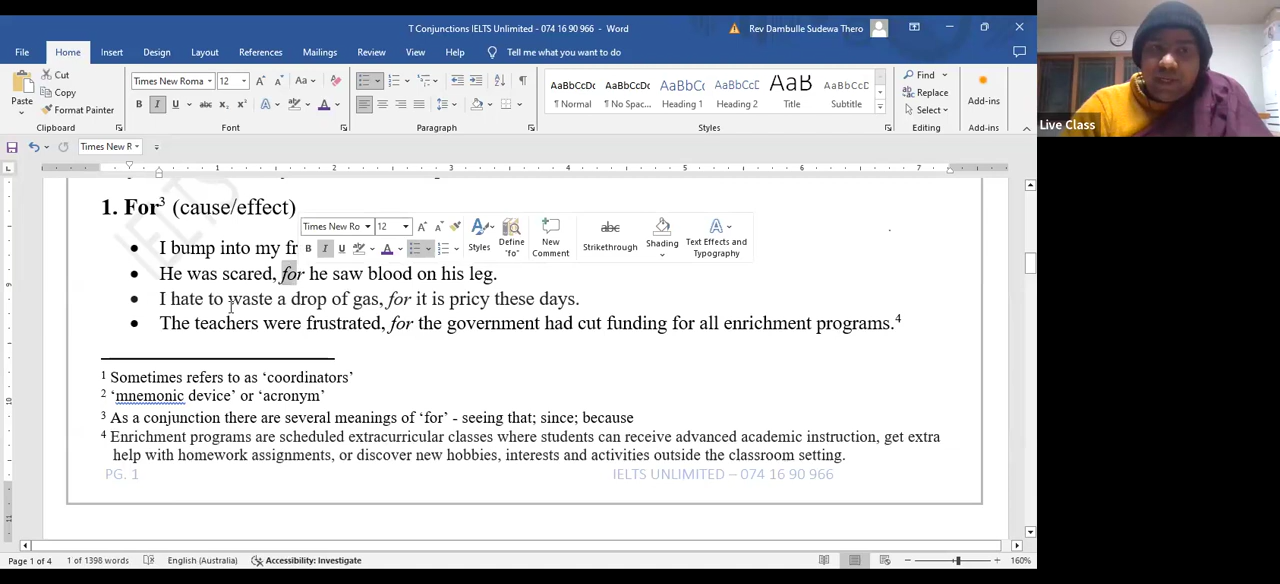 T Conjunctions IELTS Unlimited - 074 16 90 966 - Word
Rev Dambulle Sudewa Thero
File Home Insert Design Layout References Mailings Review View Help Tell me what you want to do
Paste
Cut
Copy
Format Painter
Clipboard
Times New Roma 12
Font
Paragraph
AaBbCcDc AaBbCcDc AaBbCc AaBbCcD AaB AaBbCcD
¶ Normal ¶ No Spac... Heading 1 Heading 2 Title Subtitle
Styles
Find
Replace
Select
Editing
Add-ins
Add-ins
Live Class
Times New R
IELTS
1. For3 (cause/effect)
Times New Ro 12
Styles
Define "fo"
New Comment
Strikethrough
Shading
Text Effects and Typography
• I bump into my fr
• He was scared, for he saw blood on his leg.
• I hate to waste a drop of gas, for it is pricy these days.
• The teachers were frustrated, for the government had cut funding for all enrichment programs.4
1 Sometimes refers to as ‘coordinators’
2 ‘mnemonic device’ or ‘acronym’
3 As a conjunction there are several meanings of ‘for’ - seeing that; since; because
4 Enrichment programs are scheduled extracurricular classes where students can receive advanced academic instruction, get extra
help with homework assignments, or discover new hobbies, interests and activities outside the classroom setting.
PG. 1 IELTS UNLIMITED – 074 16 90 966
Page 1 of 4 1 of 1398 words English (Australia) Accessibility: Investigate 160%